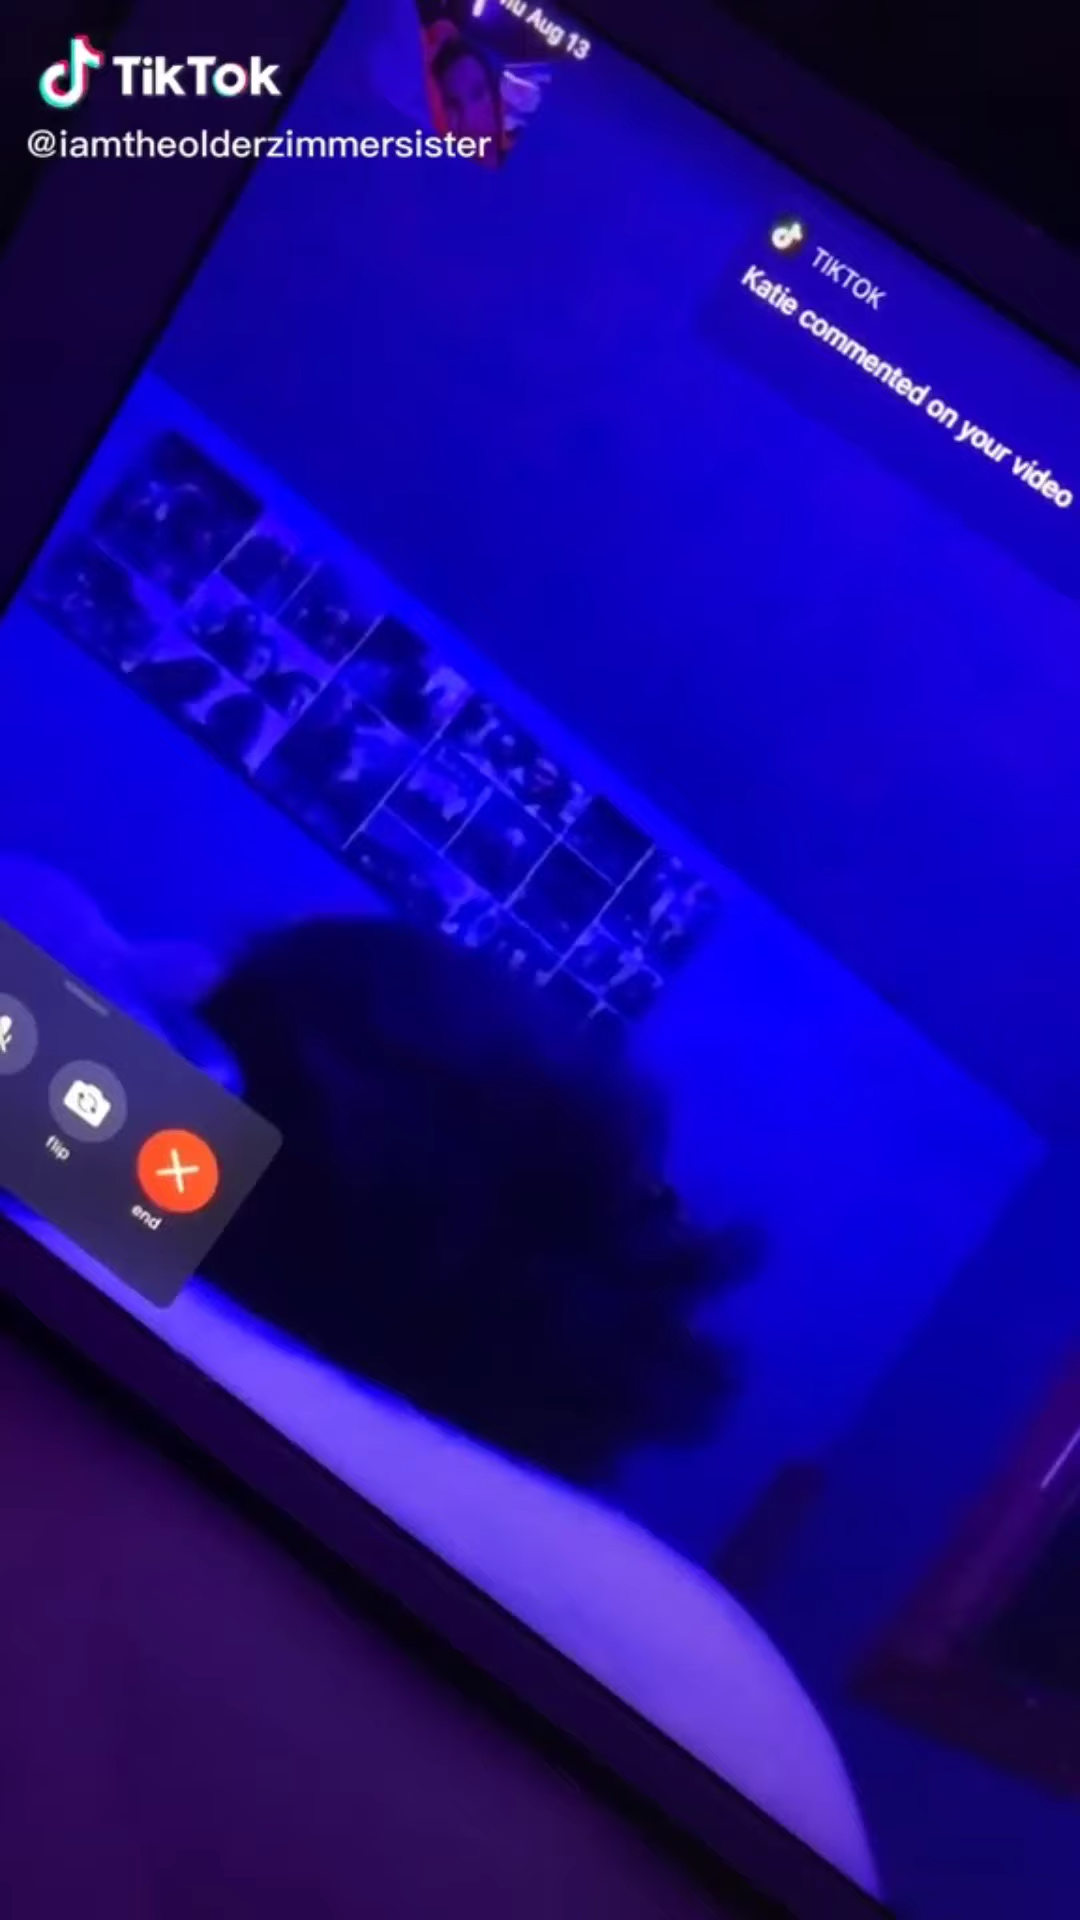 TikTok
@iamtheolderzimmersister
Aug 13
TIKTOK
Katie commented on your video
flip
end